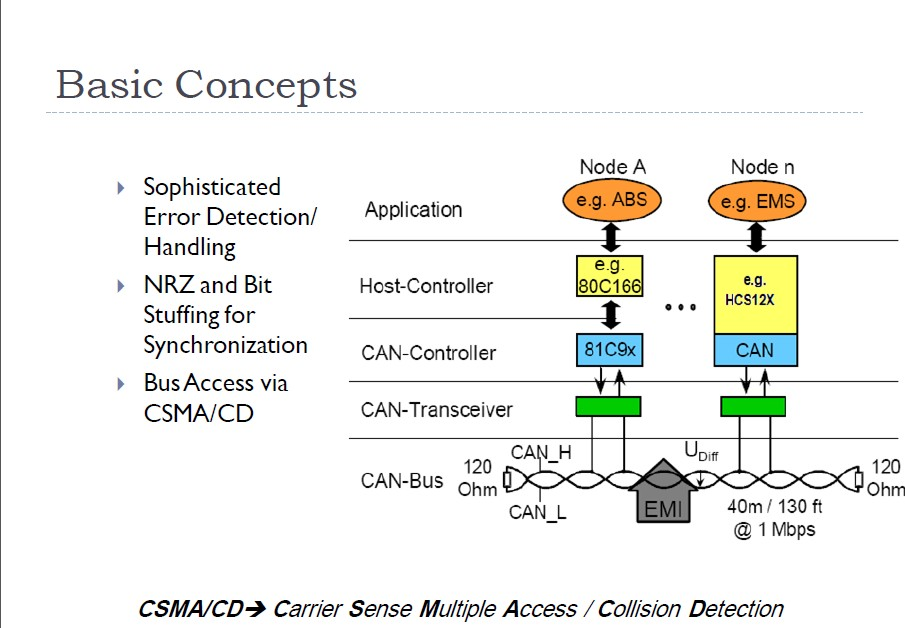 Basic Concepts
Sophisticated
Error Detection/
Handling
NRZ and Bit
Stuffing for
Synchronization
Bus Access via
CSMA/CD
Node A
Node n
Application
e.g. ABS
e.g. EMS
Host-Controller
e.g.
80C166
e.g.
HCS12X
CAN-Controller
81C9x
CAN
CAN-Transceiver
CAN-Bus
120
Ohm
CAN_H
CAN_L
UDiff
EMI
40m / 130 ft
@ 1 Mbps
120
Ohm
CSMA/CD➔ Carrier Sense Multiple Access / Collision Detection